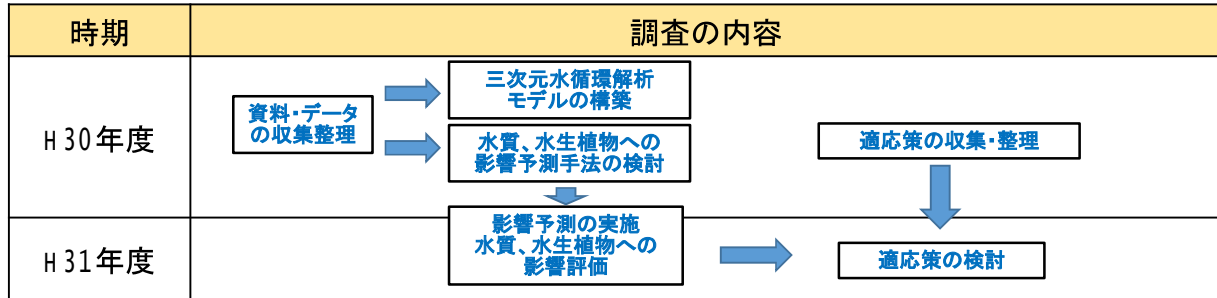 時期
調査の内容
H30年度
資料・データ
の収集整理
三次元水循環解析
モデルの構築
水質、水生植物への
影響予測手法の検討
適応策の収集・整理
H31年度
影響予測の実施
水質、水生植物への
影響評価
適応策の検討